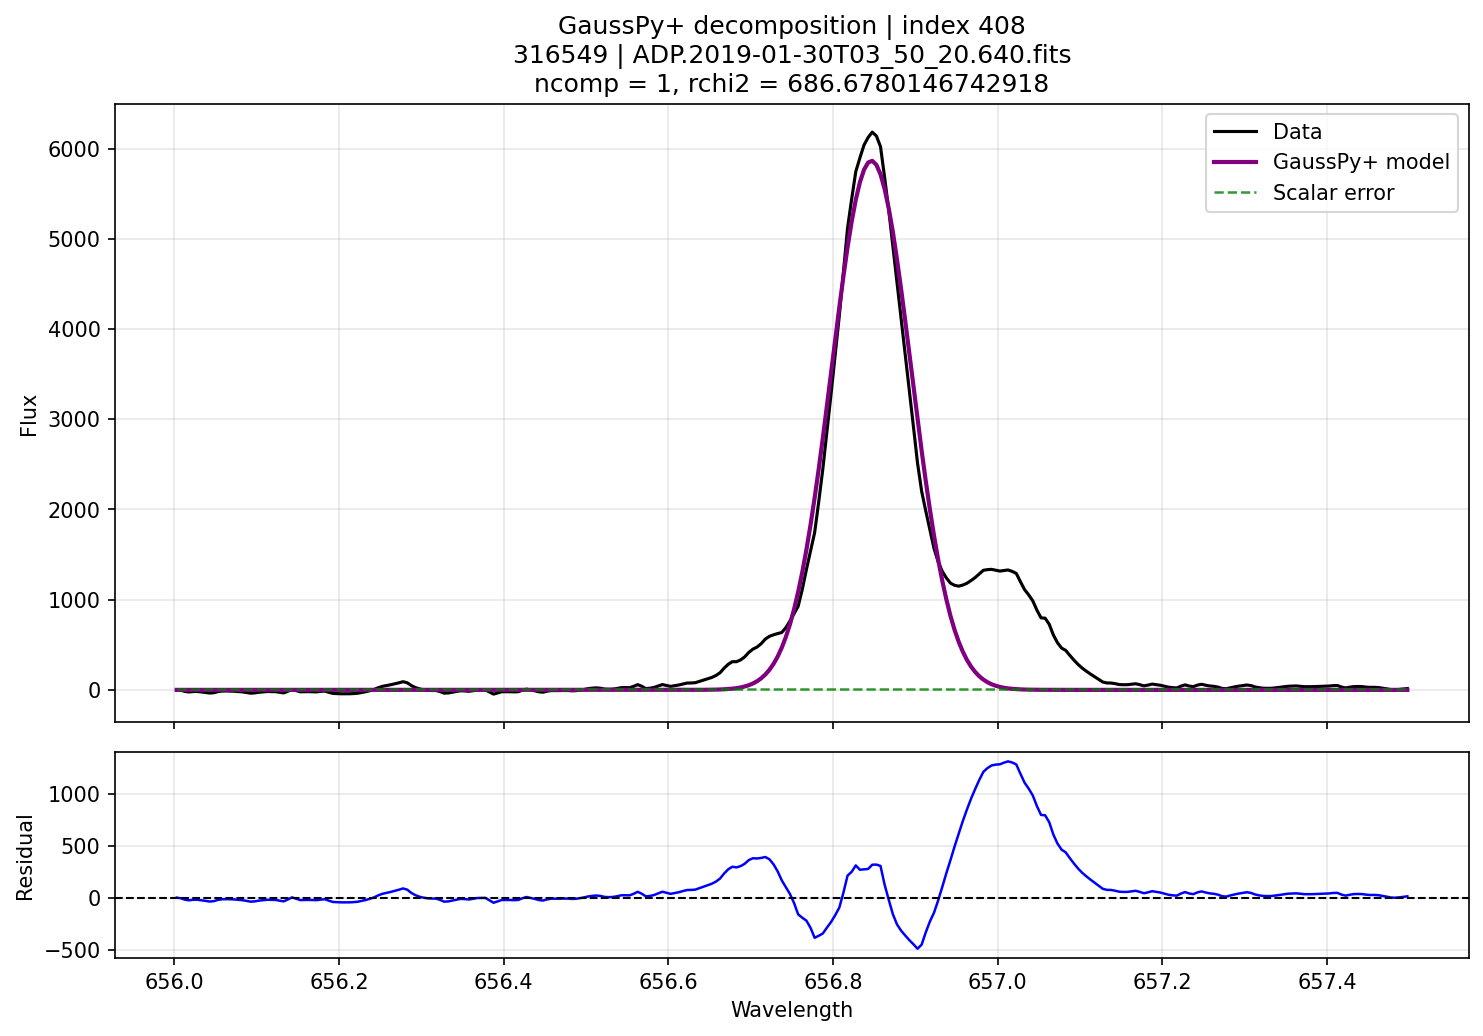 GaussPy+ decomposition | index 408
316549 | ADP.2019-01-30T03_50_20.640.fits
ncomp = 1, rchi2 = 686.6780146742918
Data
GaussPy+ model
Scalar error
Flux
6000
5000
4000
3000
2000
1000
0
Residual
1000
500
0
−500
656.0 656.2 656.4 656.6 656.8 657.0 657.2 657.4
Wavelength